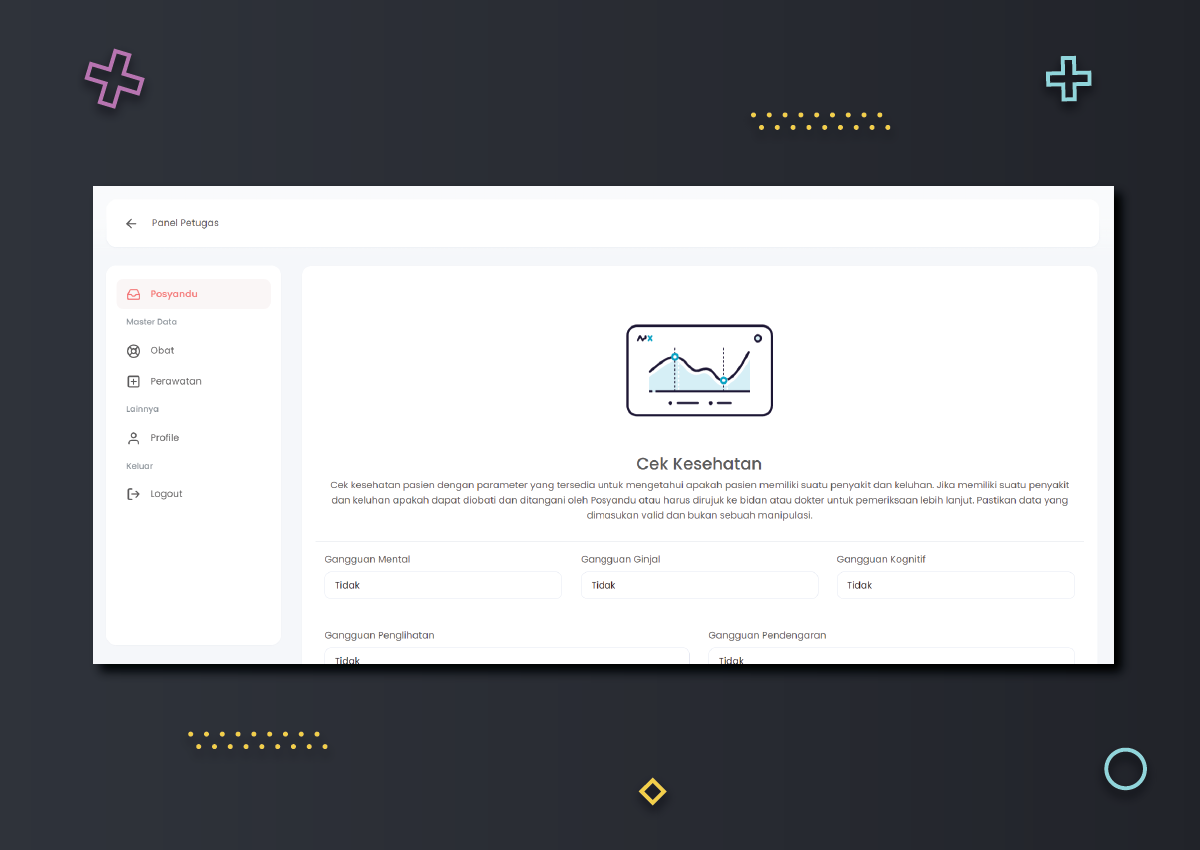 Panel Petugas
Posyandu
Master Data
Obat
Perawatan
Lainnya
Profile
Keluar
Logout
Cek Kesehatan
Cek kesehatan pasien dengan parameter yang tersedia untuk mengetahui apakah pasien memiliki suatu penyakit dan keluhan. Jika memiliki suatu penyakit
dan keluhan apakah dapat diobati dan ditangani oleh Posyandu atau harus dirujuk ke bidan atau dokter untuk pemeriksaan lebih lanjut. Pastikan data yang
dimasukan valid dan bukan sebuah manipulasi.
Gangguan Mental
Tidak
Gangguan Ginjal
Tidak
Gangguan Kognitif
Tidak
Gangguan Penglihatan
Tidak
Gangguan Pendengaran
Tidak